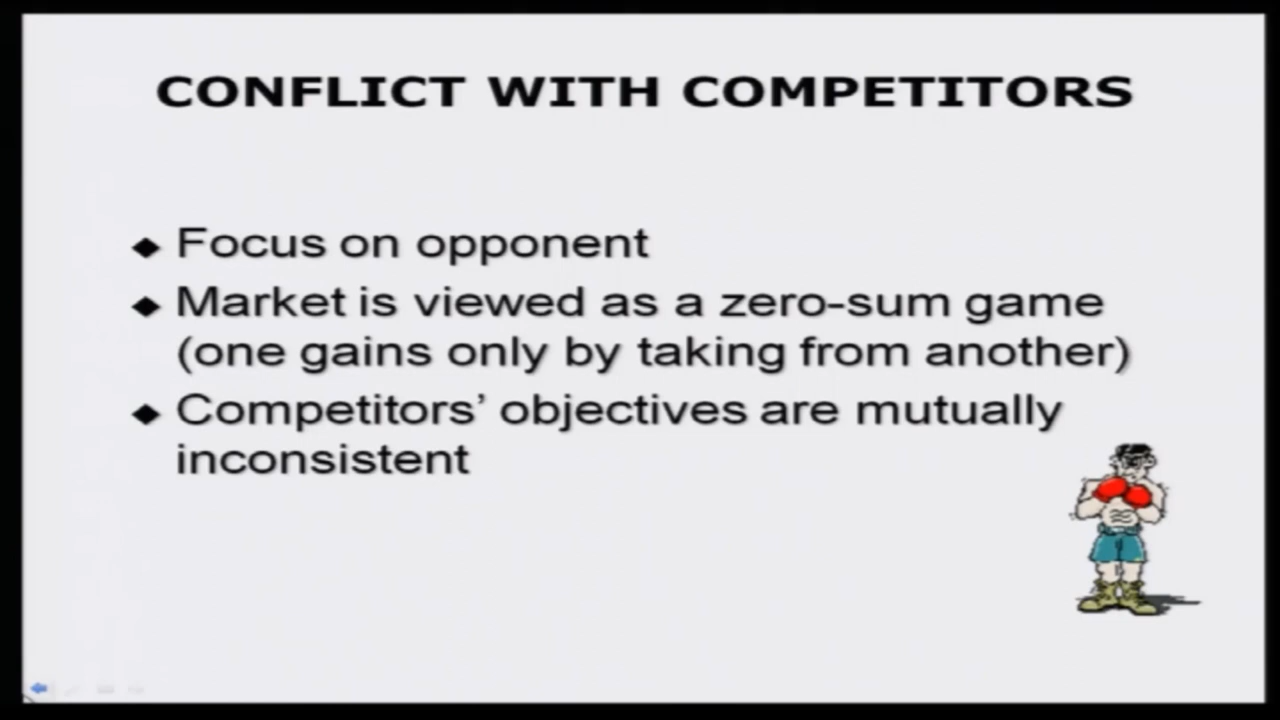 CONFLICT WITH COMPETITORS
◆ Focus on opponent
◆ Market is viewed as a zero-sum game
(one gains only by taking from another)
◆ Competitors’ objectives are mutually
inconsistent